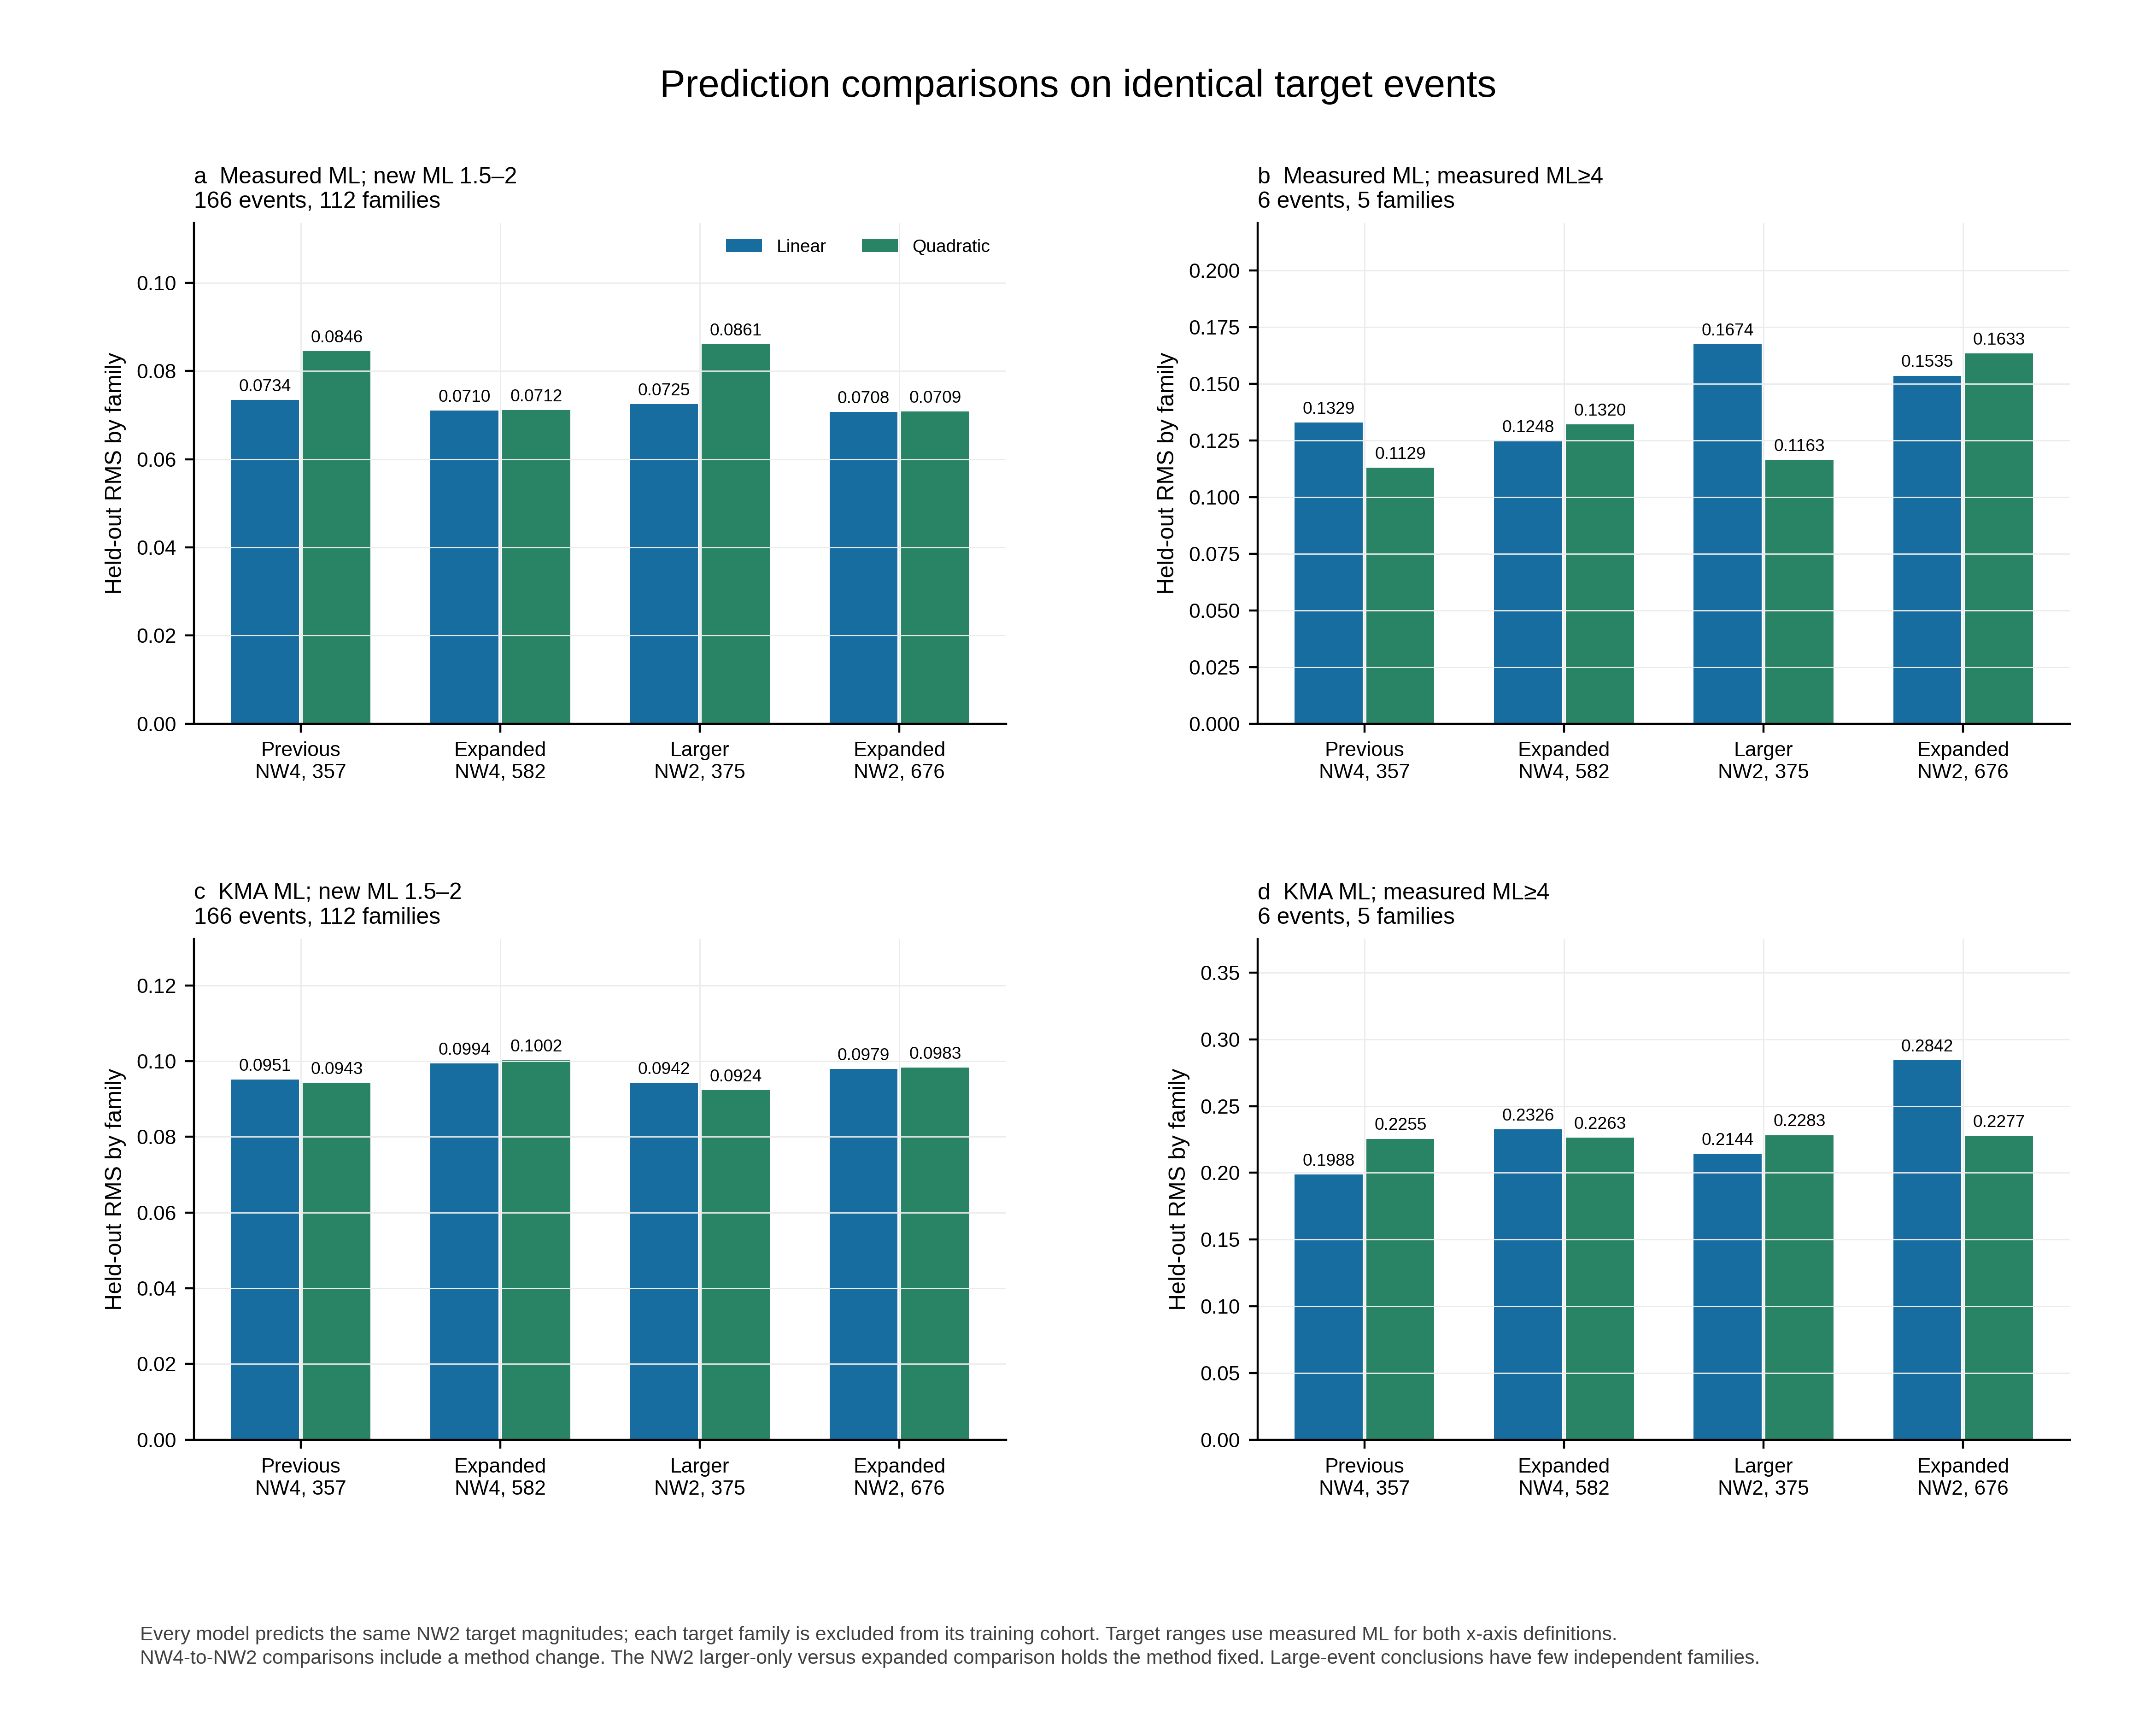 Prediction comparisons on identical target events
a  Measured ML; new ML 1.5–2
166 events, 112 families
Linear
Quadratic
Held-out RMS by family
0.10
0.08
0.06
0.04
0.02
0.00
0.0734
0.0846
0.0710
0.0712
0.0725
0.0861
0.0708
0.0709
Previous
NW4, 357
Expanded
NW4, 582
Larger
NW2, 375
Expanded
NW2, 676
b  Measured ML; measured ML≥4
6 events, 5 families
Held-out RMS by family
0.200
0.175
0.150
0.125
0.100
0.075
0.050
0.025
0.000
0.1329
0.1129
0.1248
0.1320
0.1674
0.1163
0.1535
0.1633
Previous
NW4, 357
Expanded
NW4, 582
Larger
NW2, 375
Expanded
NW2, 676
c  KMA ML; new ML 1.5–2
166 events, 112 families
Held-out RMS by family
0.12
0.10
0.08
0.06
0.04
0.02
0.00
0.0951
0.0943
0.0994
0.1002
0.0942
0.0924
0.0979
0.0983
Previous
NW4, 357
Expanded
NW4, 582
Larger
NW2, 375
Expanded
NW2, 676
d  KMA ML; measured ML≥4
6 events, 5 families
Held-out RMS by family
0.35
0.30
0.25
0.20
0.15
0.10
0.05
0.00
0.1988
0.2255
0.2326
0.2263
0.2144
0.2283
0.2842
0.2277
Previous
NW4, 357
Expanded
NW4, 582
Larger
NW2, 375
Expanded
NW2, 676
Every model predicts the same NW2 target magnitudes; each target family is excluded from its training cohort. Target ranges use measured ML for both x-axis definitions.
NW4-to-NW2 comparisons include a method change. The NW2 larger-only versus expanded comparison holds the method fixed. Large-event conclusions have few independent families.